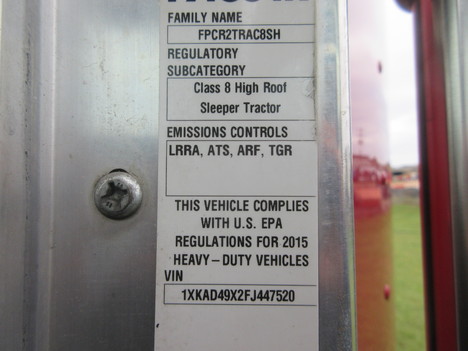 FAMILY NAME
FPCR2TRAC8SH
REGULATORY
SUBCATEGORY
Class 8 High Roof
Sleeper Tractor
EMISSIONS CONTROLS
LRRA, ATS, ARF, TGR
THIS VEHICLE COMPLIES
WITH U.S. EPA
REGULATIONS FOR 2015
HEAVY-DUTY VEHICLES
VIN
1XKAD49X2FJ447520